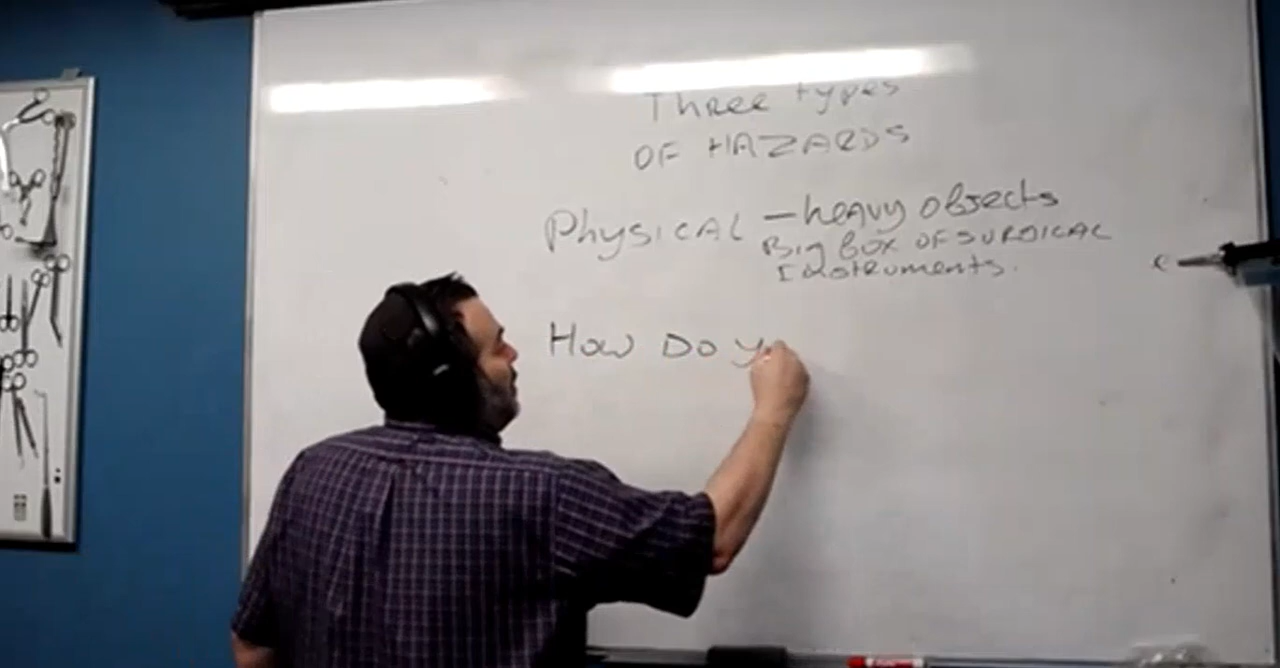 Three types
OF HAZARDS
Physical – heavy objects
Big Box OF SURGICAL
Instruments.
How Do y